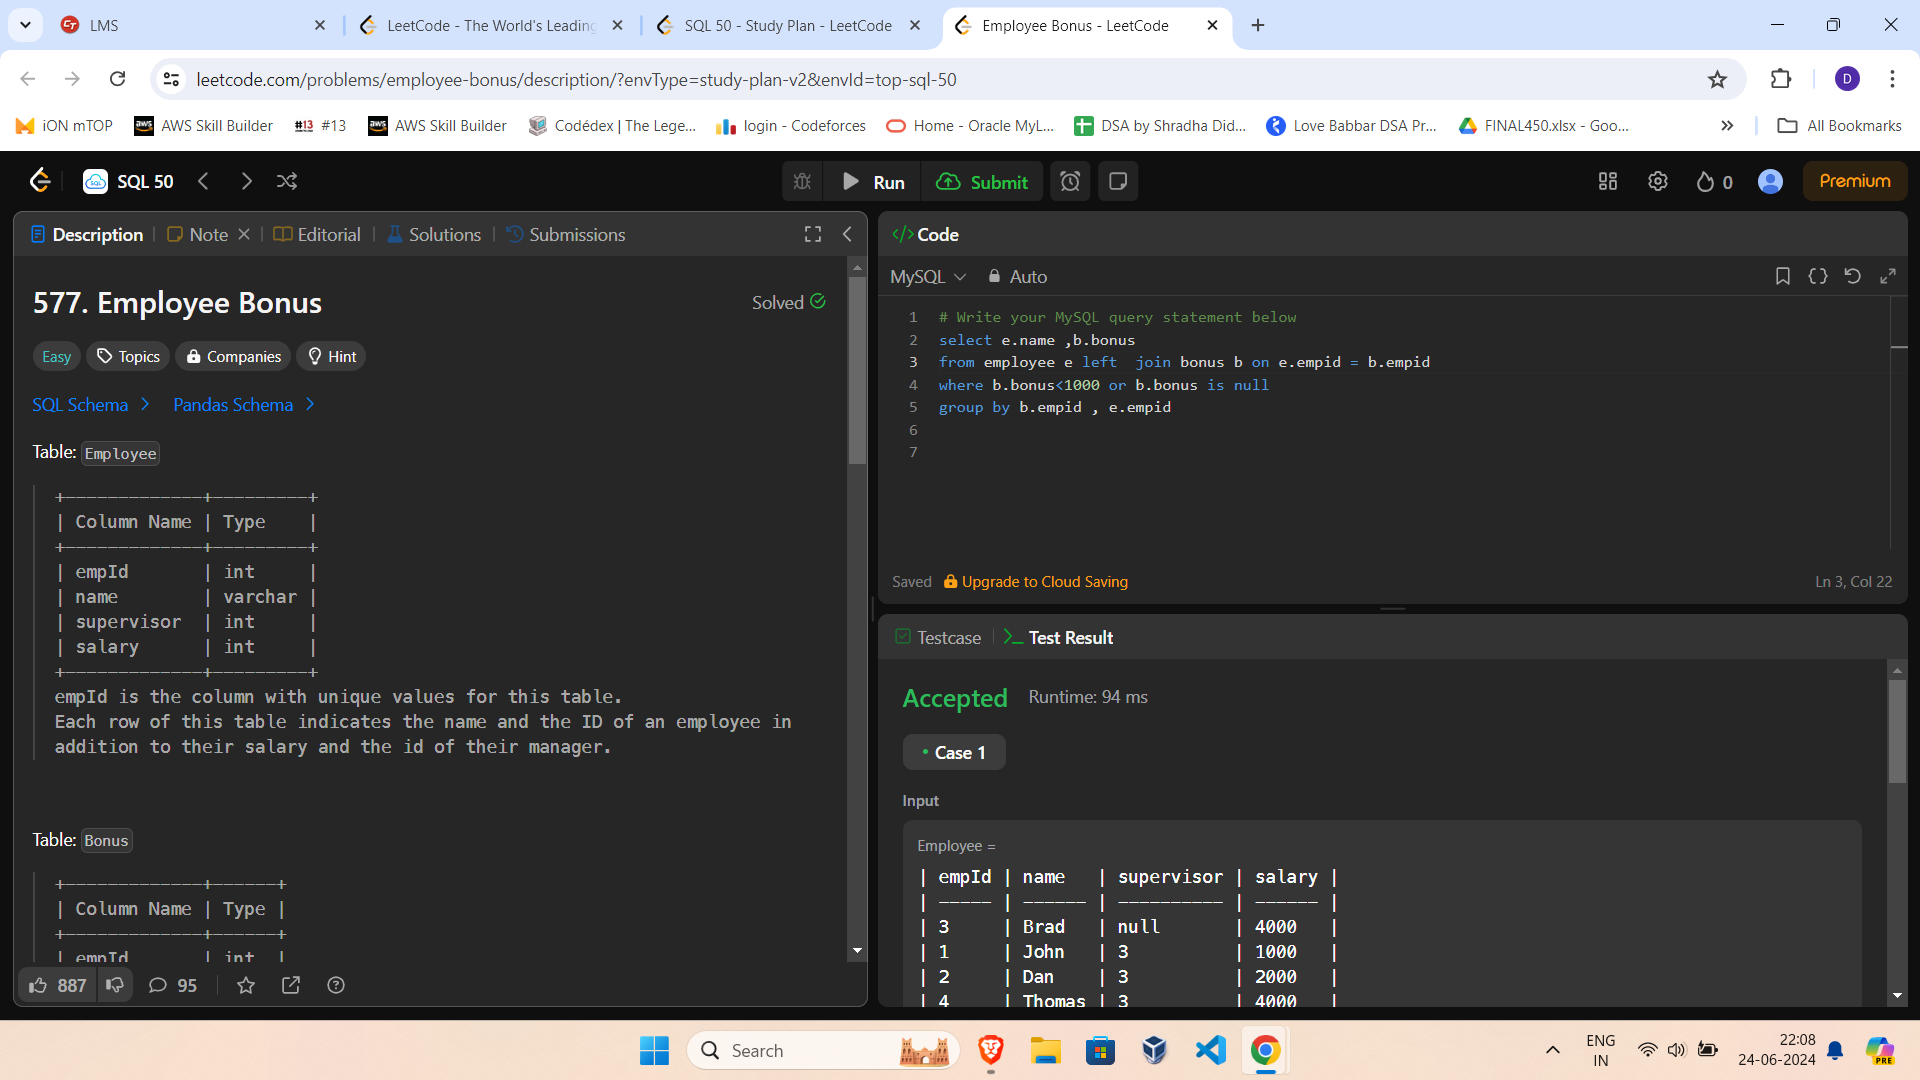 LMS
LeetCode - The World's Leading
SQL 50 - Study Plan - LeetCode
Employee Bonus - LeetCode
leetcode.com/problems/employee-bonus/description/?envType=study-plan-v2&envId=top-sql-50
D
iON mTOP
aws AWS Skill Builder
#13 #13
aws AWS Skill Builder
Codédex | The Lege...
login - Codeforces
Home - Oracle MyL...
DSA by Shradha Did...
Love Babbar DSA Pr...
FINAL450.xlsx - Goo...
All Bookmarks
SQL 50
Run
Submit
0
Premium
Description
Note
Editorial
Solutions
Submissions
577. Employee Bonus
Solved
Easy
Topics
Companies
Hint
SQL Schema
Pandas Schema
Table: Employee
+-------------+---------+
| Column Name | Type    |
+-------------+---------+
| empId       | int     |
| name        | varchar |
| supervisor  | int     |
| salary      | int     |
+-------------+---------+
empId is the column with unique values for this table.
Each row of this table indicates the name and the ID of an employee in
addition to their salary and the id of their manager.
Table: Bonus
+-------------+------+
| Column Name | Type |
+-------------+------+
| empId       | int  |
887
95
</> Code
MySQL
Auto
1 # Write your MySQL query statement below
2 select e.name ,b.bonus
3 from employee e left  join bonus b on e.empid = b.empid
4 where b.bonus<1000 or b.bonus is null
5 group by b.empid , e.empid
6
7
Saved
Upgrade to Cloud Saving
Ln 3, Col 22
Testcase
Test Result
Accepted
Runtime: 94 ms
• Case 1
Input
Employee =
| empId | name   | supervisor | salary |
| ----- | ------ | ---------- | ------ |
| 3     | Brad   | null       | 4000   |
| 1     | John   | 3          | 1000   |
| 2     | Dan    | 3          | 2000   |
| 4     | Thomas | 3          | 4000   |
Search
ENG
IN
22:08
24-06-2024
PRE